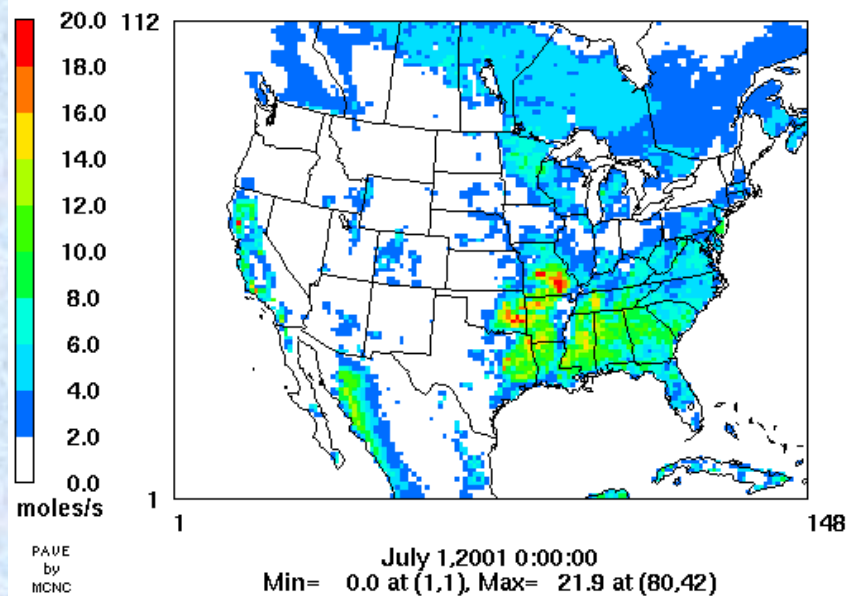 20.0
18.0
16.0
14.0
12.0
10.0
8.0
6.0
4.0
2.0
0.0
moles/s
PAVE
by
MCNC
112
1
1
148
July 1,2001 0:00:00
Min= 0.0 at (1,1), Max= 21.9 at (80,42)